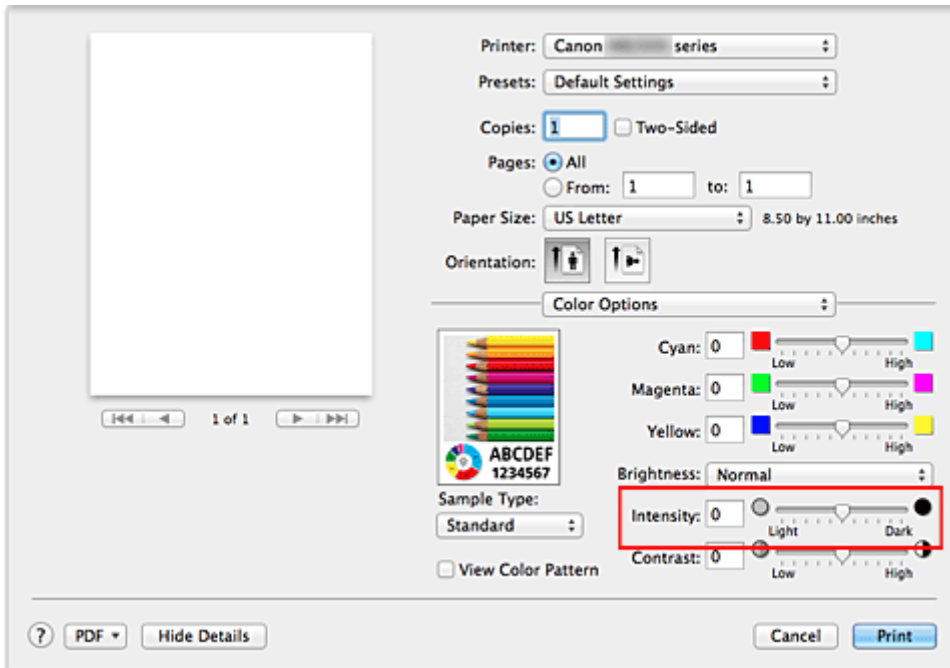 Printer: Canon series
Presets: Default Settings
Copies: 1 Two-Sided
Pages: All
From: 1 to: 1
Paper Size: US Letter 8.50 by 11.00 inches
Orientation:
Color Options
Cyan: 0
Low High
Magenta: 0
Low High
Yellow: 0
Low High
ABCDEF
1234567
Brightness: Normal
Sample Type:
Standard
Intensity: 0
Light Dark
View Color Pattern
Contrast: 0
Low High
1 of 1
? PDF Hide Details Cancel Print